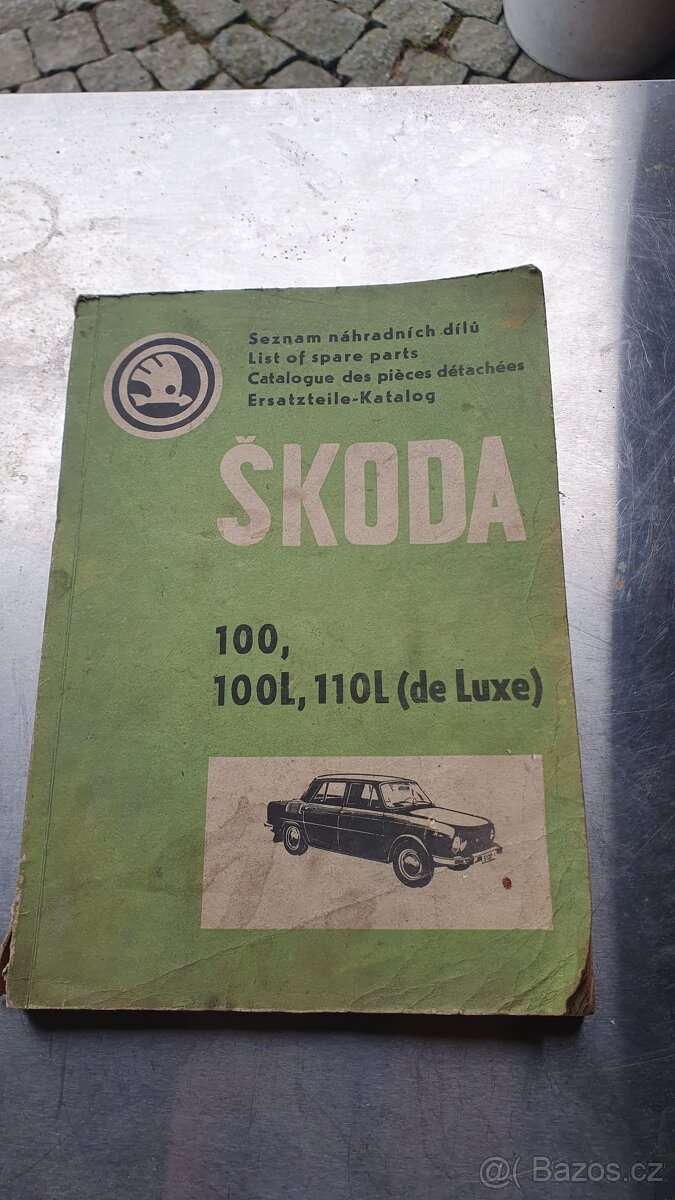 Seznam náhradních dílů
List of spare parts
Catalogue des pièces détachées
Ersatzteile-Katalog
ŠKODA
100,
100L, 110L (de Luxe)
@( Bazoš.cz